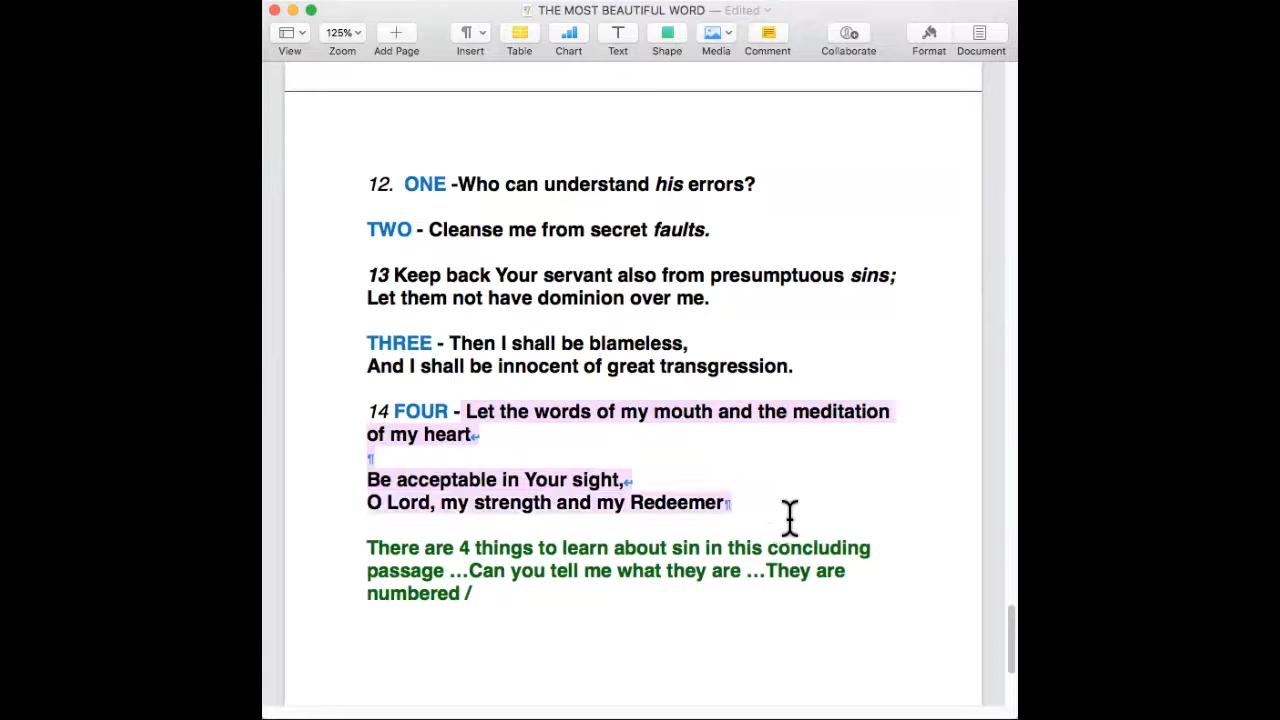 THE MOST BEAUTIFUL WORD — Edited
125%
View Zoom Add Page Insert Table Chart Text Shape Media Comment Collaborate Format Document
12. ONE -Who can understand his errors?
TWO - Cleanse me from secret faults.
13 Keep back Your servant also from presumptuous sins;
Let them not have dominion over me.
THREE - Then I shall be blameless,
And I shall be innocent of great transgression.
14 FOUR - Let the words of my mouth and the meditation
of my heart↵
¶
Be acceptable in Your sight,↵
O Lord, my strength and my Redeemer¶
There are 4 things to learn about sin in this concluding
passage …Can you tell me what they are …They are
numbered /